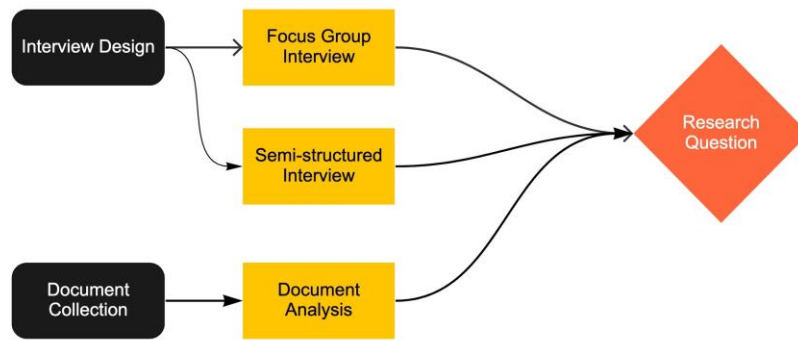 Interview Design
Focus Group
Interview
Semi-structured
Interview
Research
Question
Document
Collection
Document
Analysis